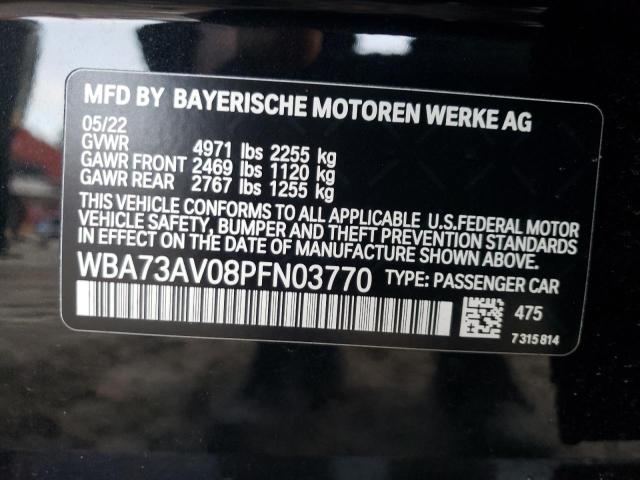 MFD BY BAYERISCHE MOTOREN WERKE AG
05/22
GVWR 4971 lbs 2255 kg
GAWR FRONT 2469 lbs 1120 kg
GAWR REAR 2767 lbs 1255 kg
THIS VEHICLE CONFORMS TO ALL APPLICABLE U.S.FEDERAL MOTOR
VEHICLE SAFETY, BUMPER AND THEFT PREVENTION STANDARDS
IN EFFECT ON THE DATE OF MANUFACTURE SHOWN ABOVE.
WBA73AV08PFN03770 TYPE: PASSENGER CAR
475
7315814